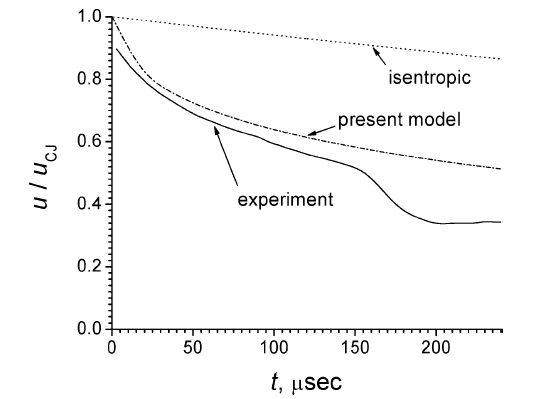 1.0
isentropic
0.8
present model
0.6
u / uCJ
0.4
experiment
0.2
0.0
0 50 100 150 200
t, μsec